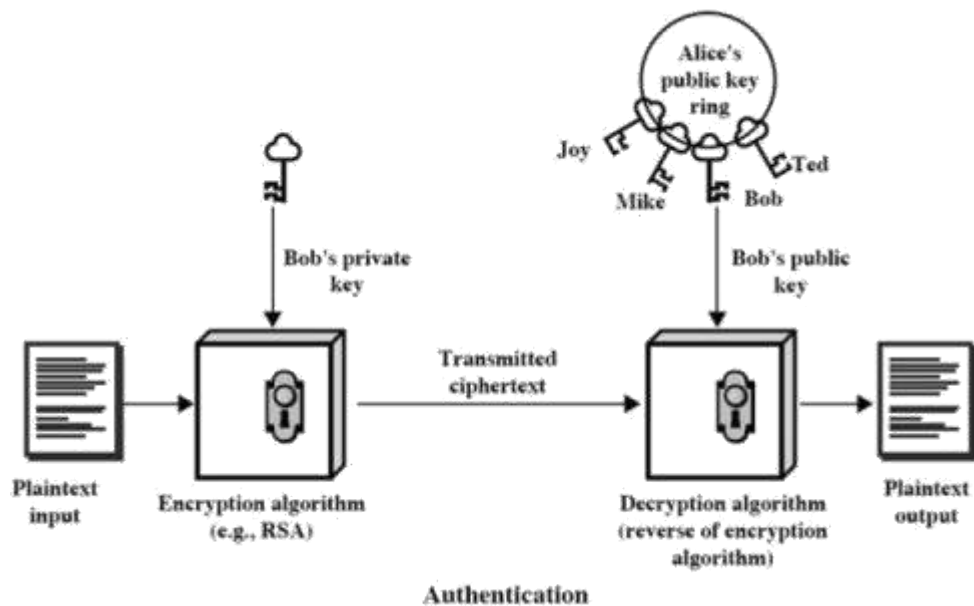 Alice's
public key
ring
Joy
Ted
Mike
Bob
Bob's private
key
Bob's public
key
Transmitted
ciphertext
Plaintext
input
Encryption algorithm
(e.g., RSA)
Decryption algorithm
(reverse of encryption
algorithm)
Plaintext
output
Authentication